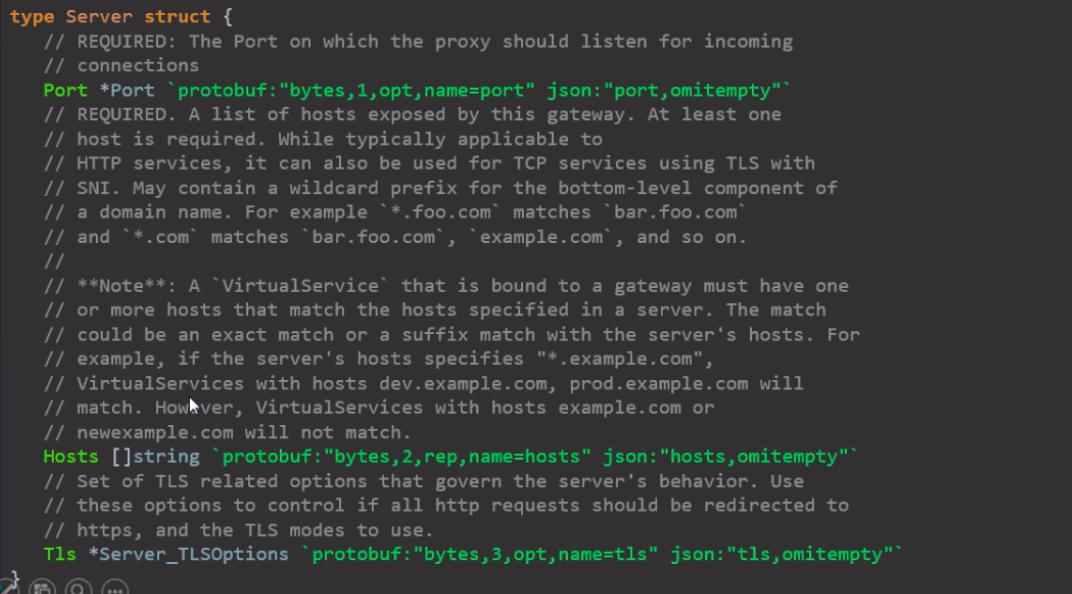 type Server struct {
// REQUIRED: The Port on which the proxy should listen for incoming
// connections
Port *Port `protobuf:"bytes,1,opt,name=port" json:"port,omitempty"`
// REQUIRED. A list of hosts exposed by this gateway. At least one
// host is required. While typically applicable to
// HTTP services, it can also be used for TCP services using TLS with
// SNI. May contain a wildcard prefix for the bottom-level component of
// a domain name. For example `*.foo.com` matches `bar.foo.com`
// and `*.com` matches `bar.foo.com`, `example.com`, and so on.
//
// **Note**: A `VirtualService` that is bound to a gateway must have one
// or more hosts that match the hosts specified in a server. The match
// could be an exact match or a suffix match with the server's hosts. For
// example, if the server's hosts specifies "*.example.com",
// VirtualServices with hosts dev.example.com, prod.example.com will
// match. However, VirtualServices with hosts example.com or
// newexample.com will not match.
Hosts []string `protobuf:"bytes,2,rep,name=hosts" json:"hosts,omitempty"`
// Set of TLS related options that govern the server's behavior. Use
// these options to control if all http requests should be redirected to
// https, and the TLS modes to use.
Tls *Server_TLSOptions `protobuf:"bytes,3,opt,name=tls" json:"tls,omitempty"`
}